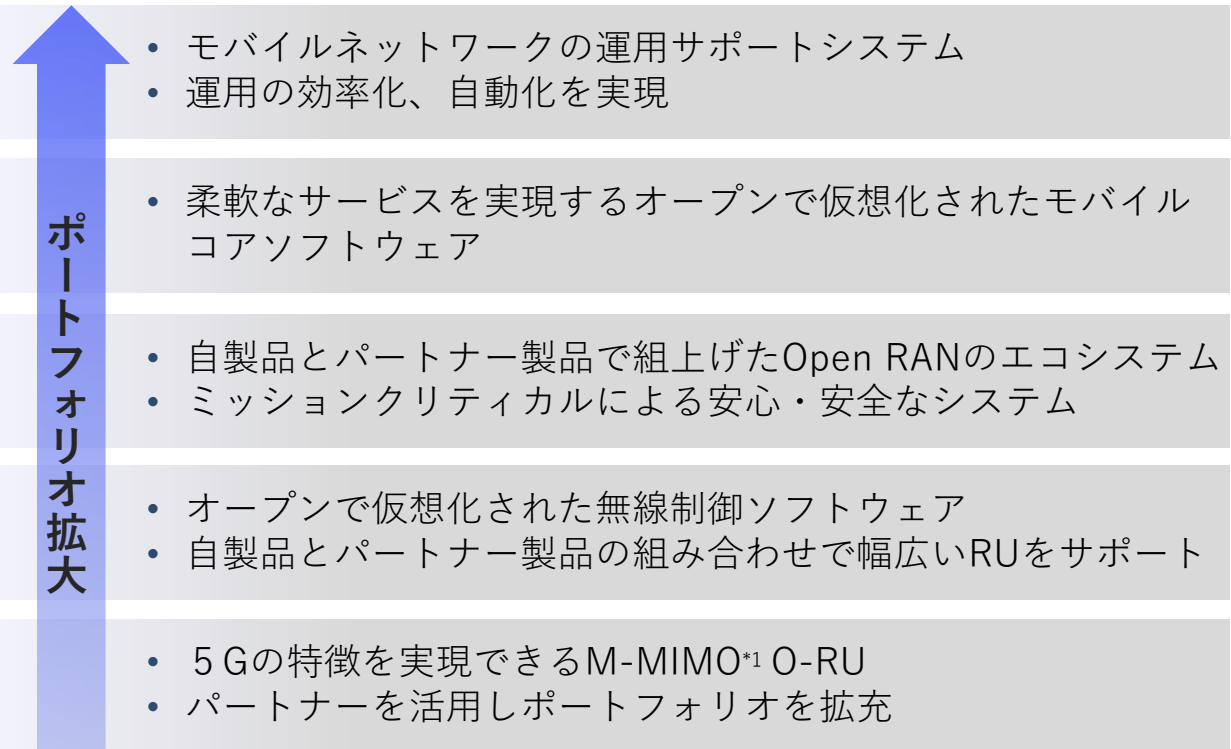 • モバイルネットワークの運用サポートシステム
• 運用の効率化、自動化を実現
• 柔軟なサービスを実現するオープンで仮想化されたモバイル
コアソフトウェア
ポートフォリオ拡大
• 自製品とパートナー製品で組上げたOpen RANのエコシステム
• ミッションクリティカルによる安心・安全なシステム
• オープンで仮想化された無線制御ソフトウェア
• 自製品とパートナー製品の組み合わせで幅広いRUをサポート
• ５Gの特徴を実現できるM-MIMO*1 O-RU
• パートナーを活用しポートフォリオを拡充